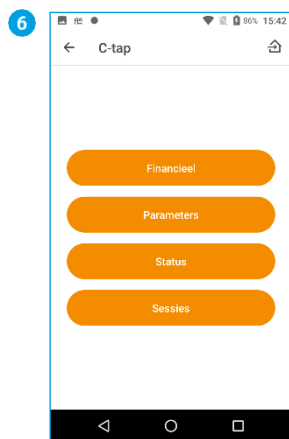 6
86% 15:42
C-tap
Financieel
Parameters
Status
Sessies